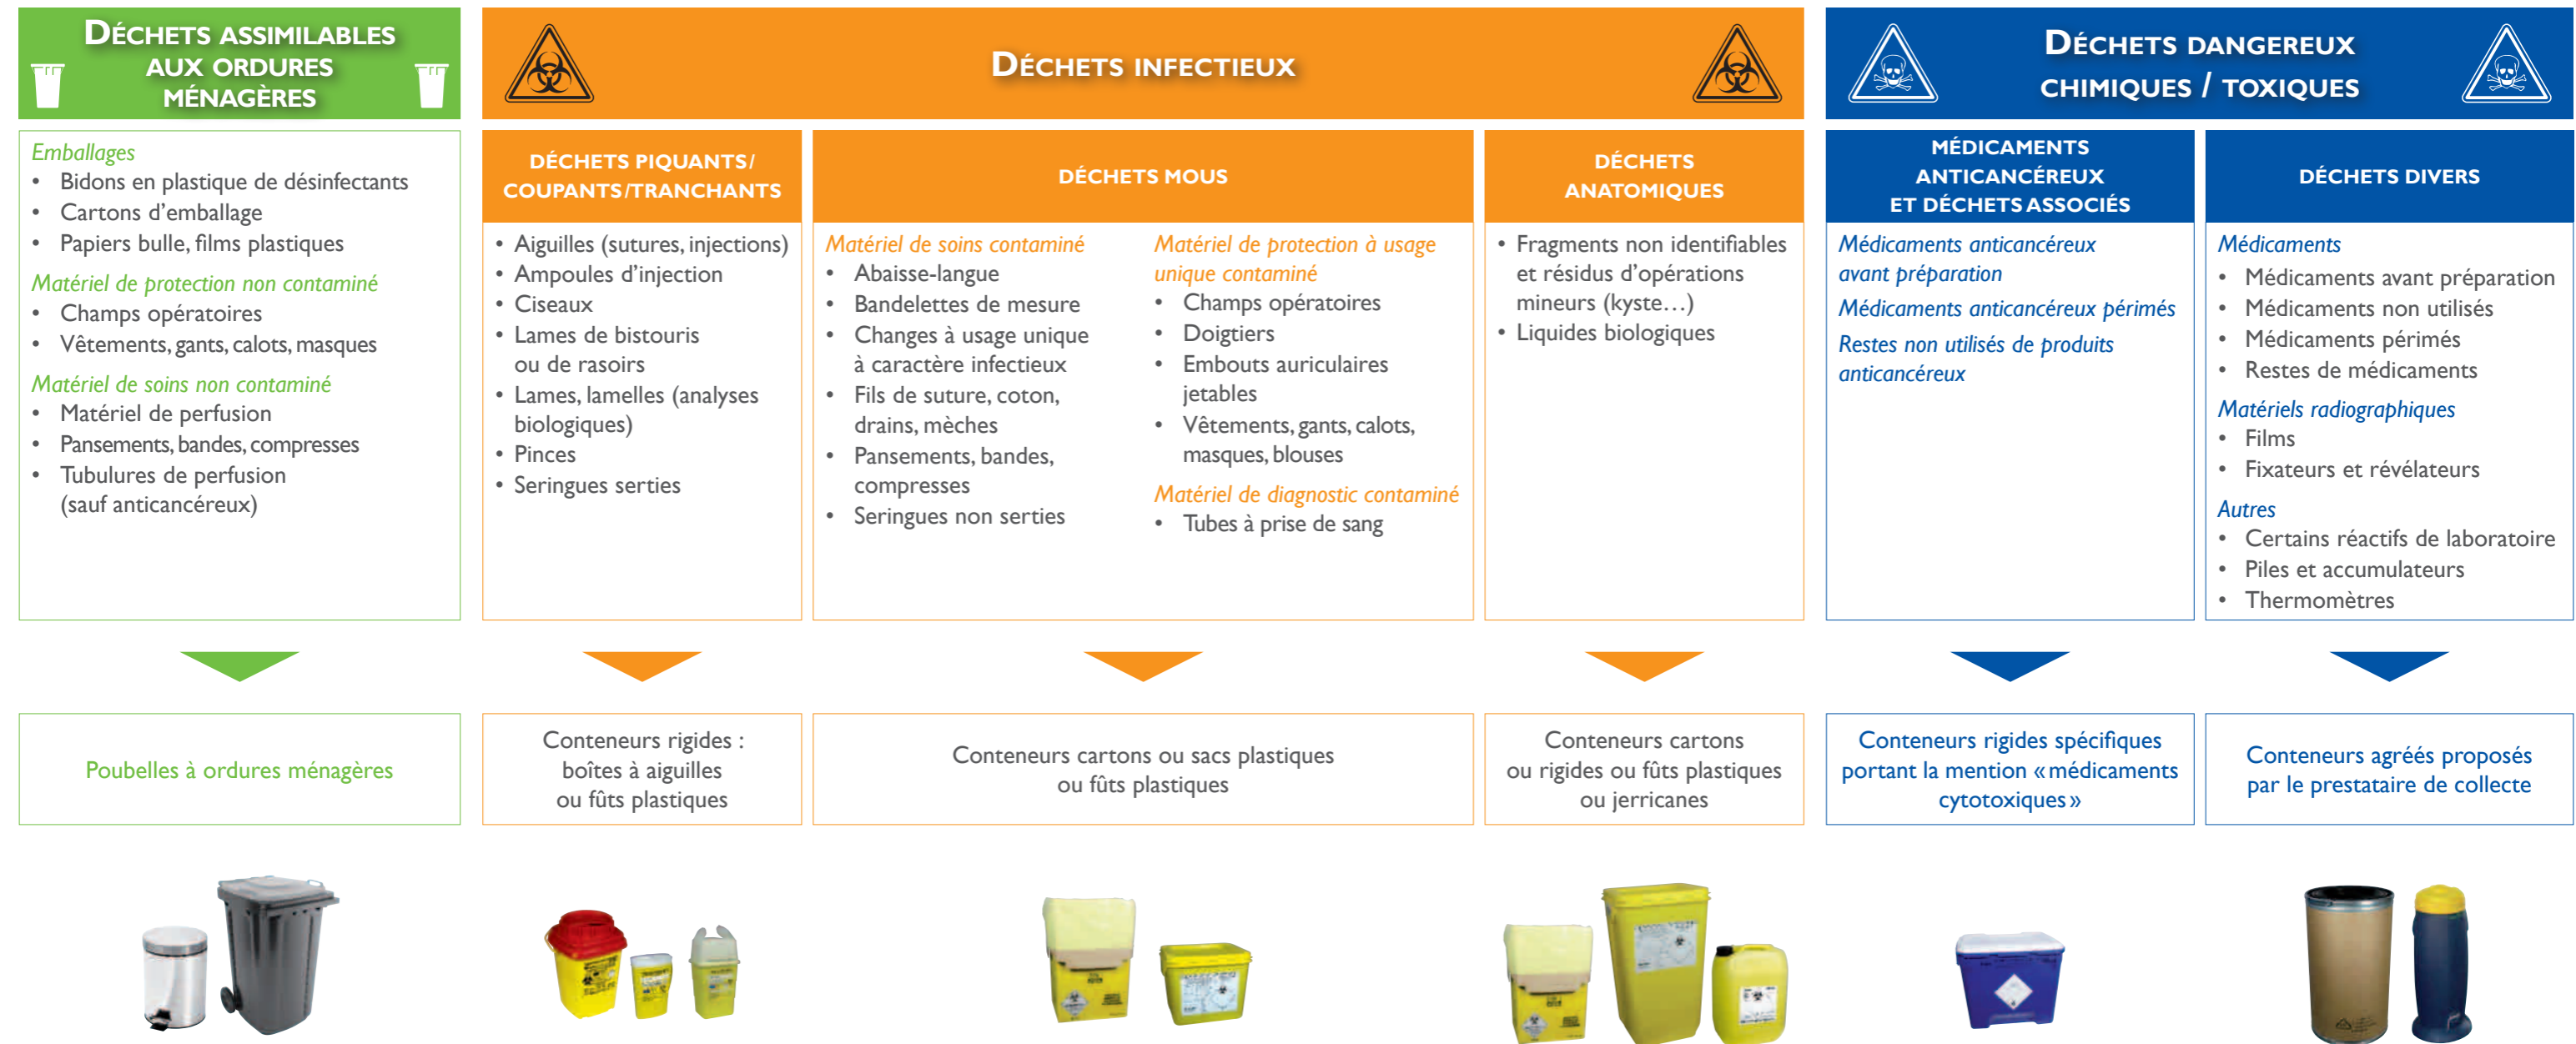 DÉCHETS ASSIMILABLES
AUX ORDURES
MÉNAGÈRES
Emballages
• Bidons en plastique de désinfectants
• Cartons d'emballage
• Papiers bulle, films plastiques
Matériel de protection non contaminé
• Champs opératoires
• Vêtements, gants, calots, masques
Matériel de soins non contaminé
• Matériel de perfusion
• Pansements, bandes, compresses
• Tubulures de perfusion
(sauf anticancéreux)
Poubelles à ordures ménagères
DÉCHETS INFECTIEUX
DÉCHETS PIQUANTS/
COUPANTS/TRANCHANTS
• Aiguilles (sutures, injections)
• Ampoules d'injection
• Ciseaux
• Lames de bistouris
ou de rasoirs
• Lames, lamelles (analyses
biologiques)
• Pinces
• Seringues serties
Conteneurs rigides :
boîtes à aiguilles
ou fûts plastiques
DÉCHETS MOUS
Matériel de soins contaminé
• Abaisse-langue
• Bandelettes de mesure
• Changes à usage unique
à caractère infectieux
• Fils de suture, coton,
drains, mèches
• Pansements, bandes,
compresses
• Seringues non serties
Matériel de protection à usage
unique contaminé
• Champs opératoires
• Doigtiers
• Embouts auriculaires
jetables
• Vêtements, gants, calots,
masques, blouses
Matériel de diagnostic contaminé
• Tubes à prise de sang
Conteneurs cartons ou sacs plastiques
ou fûts plastiques
DÉCHETS
ANATOMIQUES
• Fragments non identifiables
et résidus d'opérations
mineurs (kyste…)
• Liquides biologiques
Conteneurs cartons
ou rigides ou fûts plastiques
ou jerricanes
DÉCHETS DANGEREUX
CHIMIQUES / TOXIQUES
MÉDICAMENTS
ANTICANCÉREUX
ET DÉCHETS ASSOCIÉS
Médicaments anticancéreux
avant préparation
Médicaments anticancéreux périmés
Restes non utilisés de produits
anticancéreux
Conteneurs rigides spécifiques
portant la mention «médicaments
cytotoxiques»
DÉCHETS DIVERS
Médicaments
• Médicaments avant préparation
• Médicaments non utilisés
• Médicaments périmés
• Restes de médicaments
Matériels radiographiques
• Films
• Fixateurs et révélateurs
Autres
• Certains réactifs de laboratoire
• Piles et accumulateurs
• Thermomètres
Conteneurs agréés proposés
par le prestataire de collecte